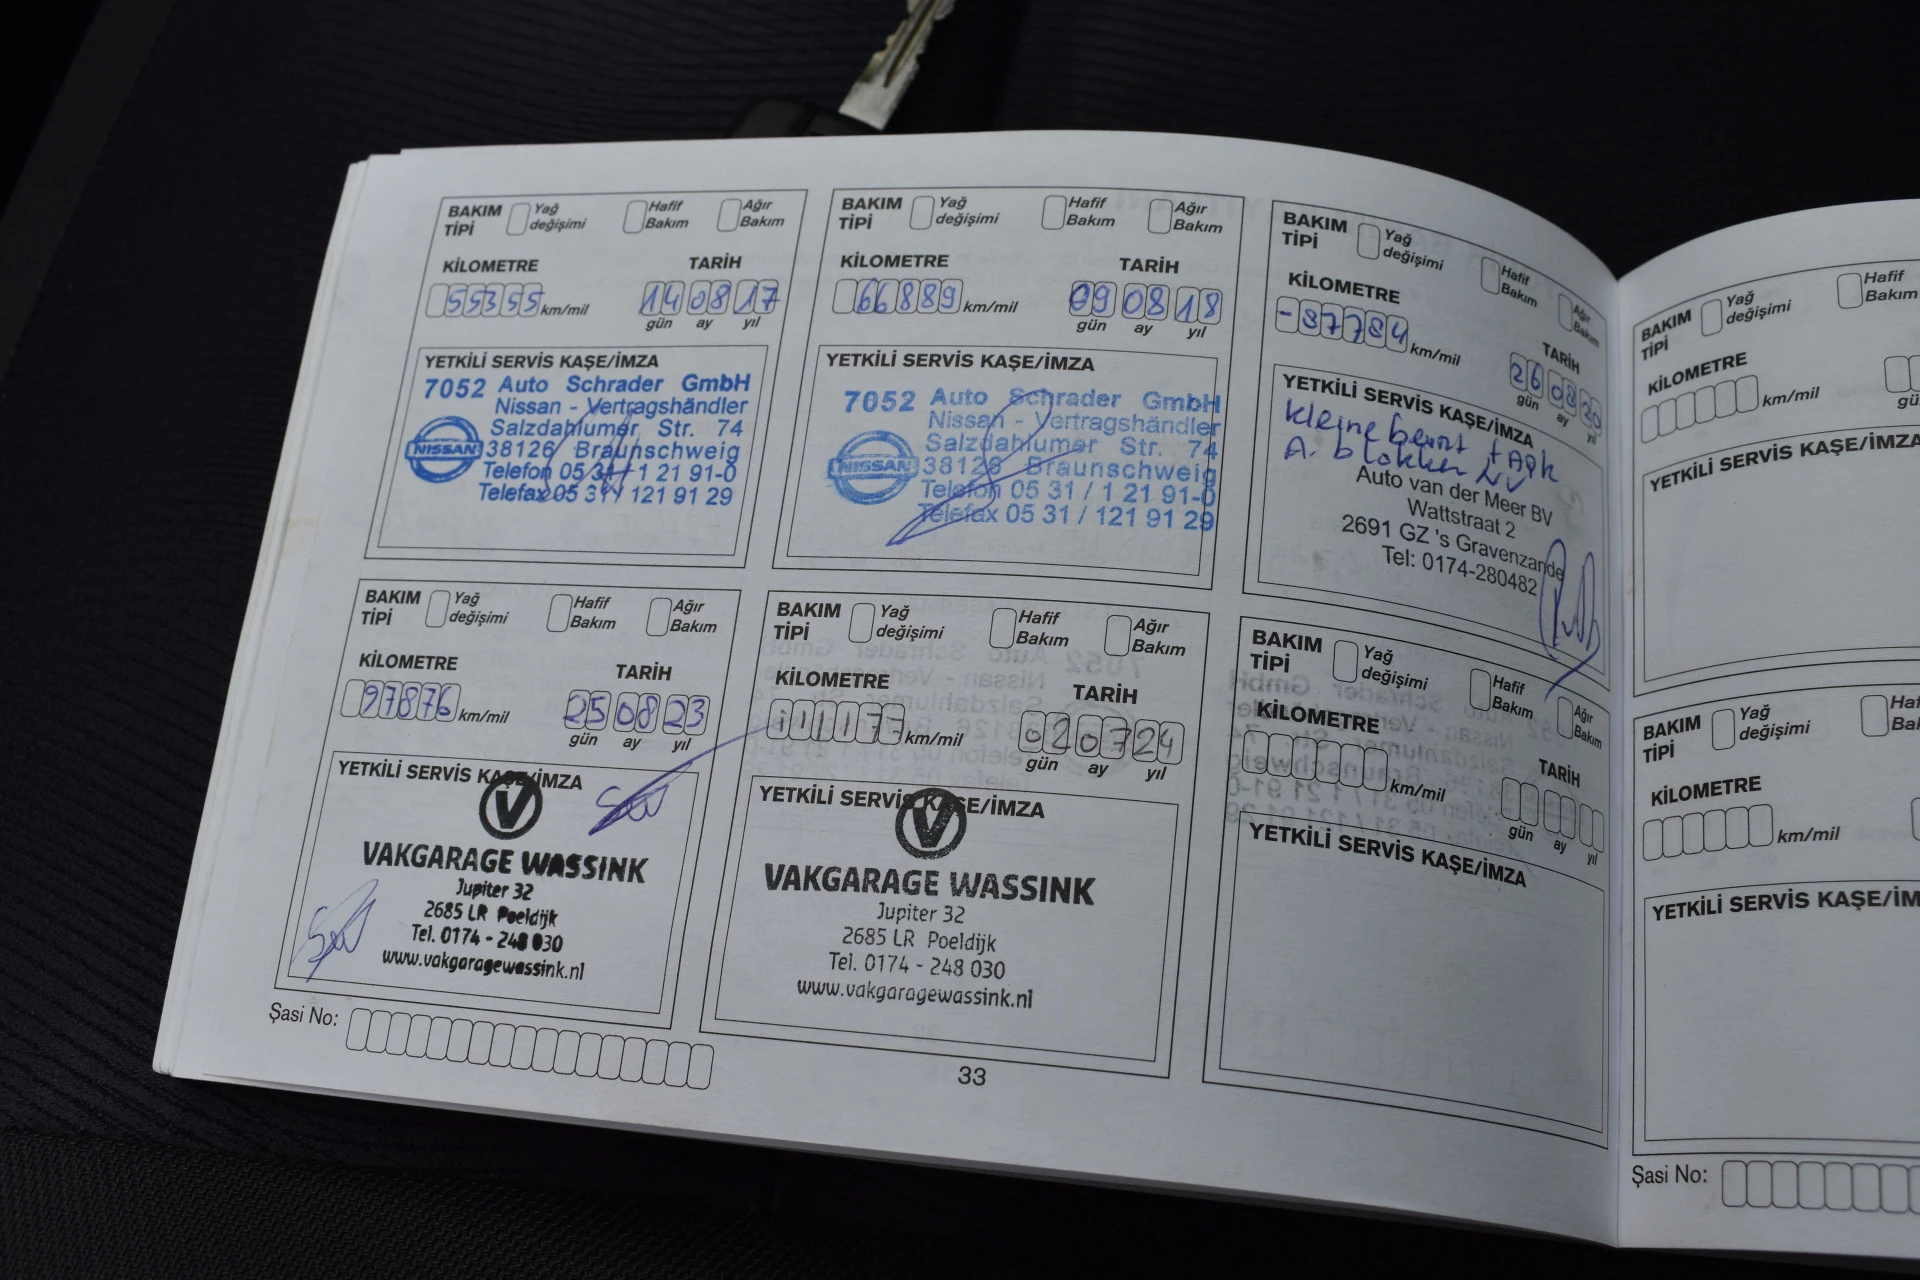 BAKIM TİPİ Yağ değişimi Hafif Bakım Ağır Bakım
KİLOMETRE TARİH
55355 km/mil 14 08 17
gün ay yıl
YETKİLİ SERVİS KAŞE/İMZA
7052 Auto Schrader GmbH
Nissan - Vertragshändler
Salzdahlumer Str. 74
NISSAN 38126 Braunschweig
Telefon 05 31 / 1 21 91-0
Telefax 05 31 / 121 91 29
BAKIM TİPİ Yağ değişimi Hafif Bakım Ağır Bakım
KİLOMETRE TARİH
66889 km/mil 09 08 18
gün ay yıl
YETKİLİ SERVİS KAŞE/İMZA
7052 Auto Schrader GmbH
Nissan - Vertragshändler
Salzdahlumer Str. 74
NISSAN 38126 Braunschweig
Telefon 05 31 / 1 21 91-0
Telefax 05 31 / 121 91 29
BAKIM TİPİ Yağ değişimi Hafif Bakım Ağır Bakım
KİLOMETRE
-87784 km/mil
TARİH
26 08 20
gün ay yıl
YETKİLİ SERVİS KAŞE/İMZA
kleine beurt + APK
A. blokken
Auto van der Meer BV
Wattstraat 2
2691 GZ 's Gravenzande
Tel: 0174-280482
BAKIM TİPİ Yağ değişimi Hafif Bakım Ağır Bakım
KİLOMETRE TARİH
97876 km/mil 25 08 23
gün ay yıl
YETKİLİ SERVİS KAŞE/İMZA
V
VAKGARAGE WASSINK
Jupiter 32
2685 LR Poeldijk
Tel. 0174 - 248 030
www.vakgaragewassink.nl
BAKIM TİPİ Yağ değişimi Hafif Bakım Ağır Bakım
KİLOMETRE TARİH
111177 km/mil 02 07 24
gün ay yıl
YETKİLİ SERVİS KAŞE/İMZA
V
VAKGARAGE WASSINK
Jupiter 32
2685 LR Poeldijk
Tel. 0174 - 248 030
www.vakgaragewassink.nl
BAKIM TİPİ Yağ değişimi Hafif Bakım Ağır Bakım
KİLOMETRE
km/mil
TARİH
gün ay yıl
YETKİLİ SERVİS KAŞE/İMZA
Şasi No:
33
BAKIM TİPİ Yağ değişimi Hafif Bakım
KİLOMETRE
km/mil
YETKİLİ SERVİS KAŞE/İMZA
BAKIM TİPİ Yağ değişimi
KİLOMETRE
km/mil
YETKİLİ SERVİS KAŞE/İM
Şasi No: